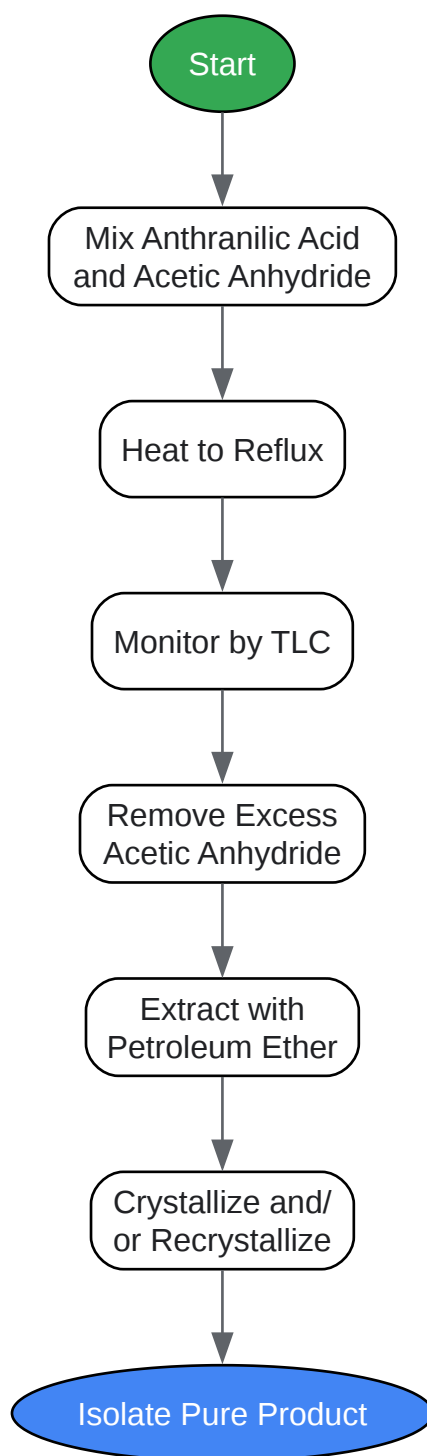 Start
Mix Anthranilic Acid
and Acetic Anhydride
Heat to Reflux
Monitor by TLC
Remove Excess
Acetic Anhydride
Extract with
Petroleum Ether
Crystallize and/
or Recrystallize
Isolate Pure Product